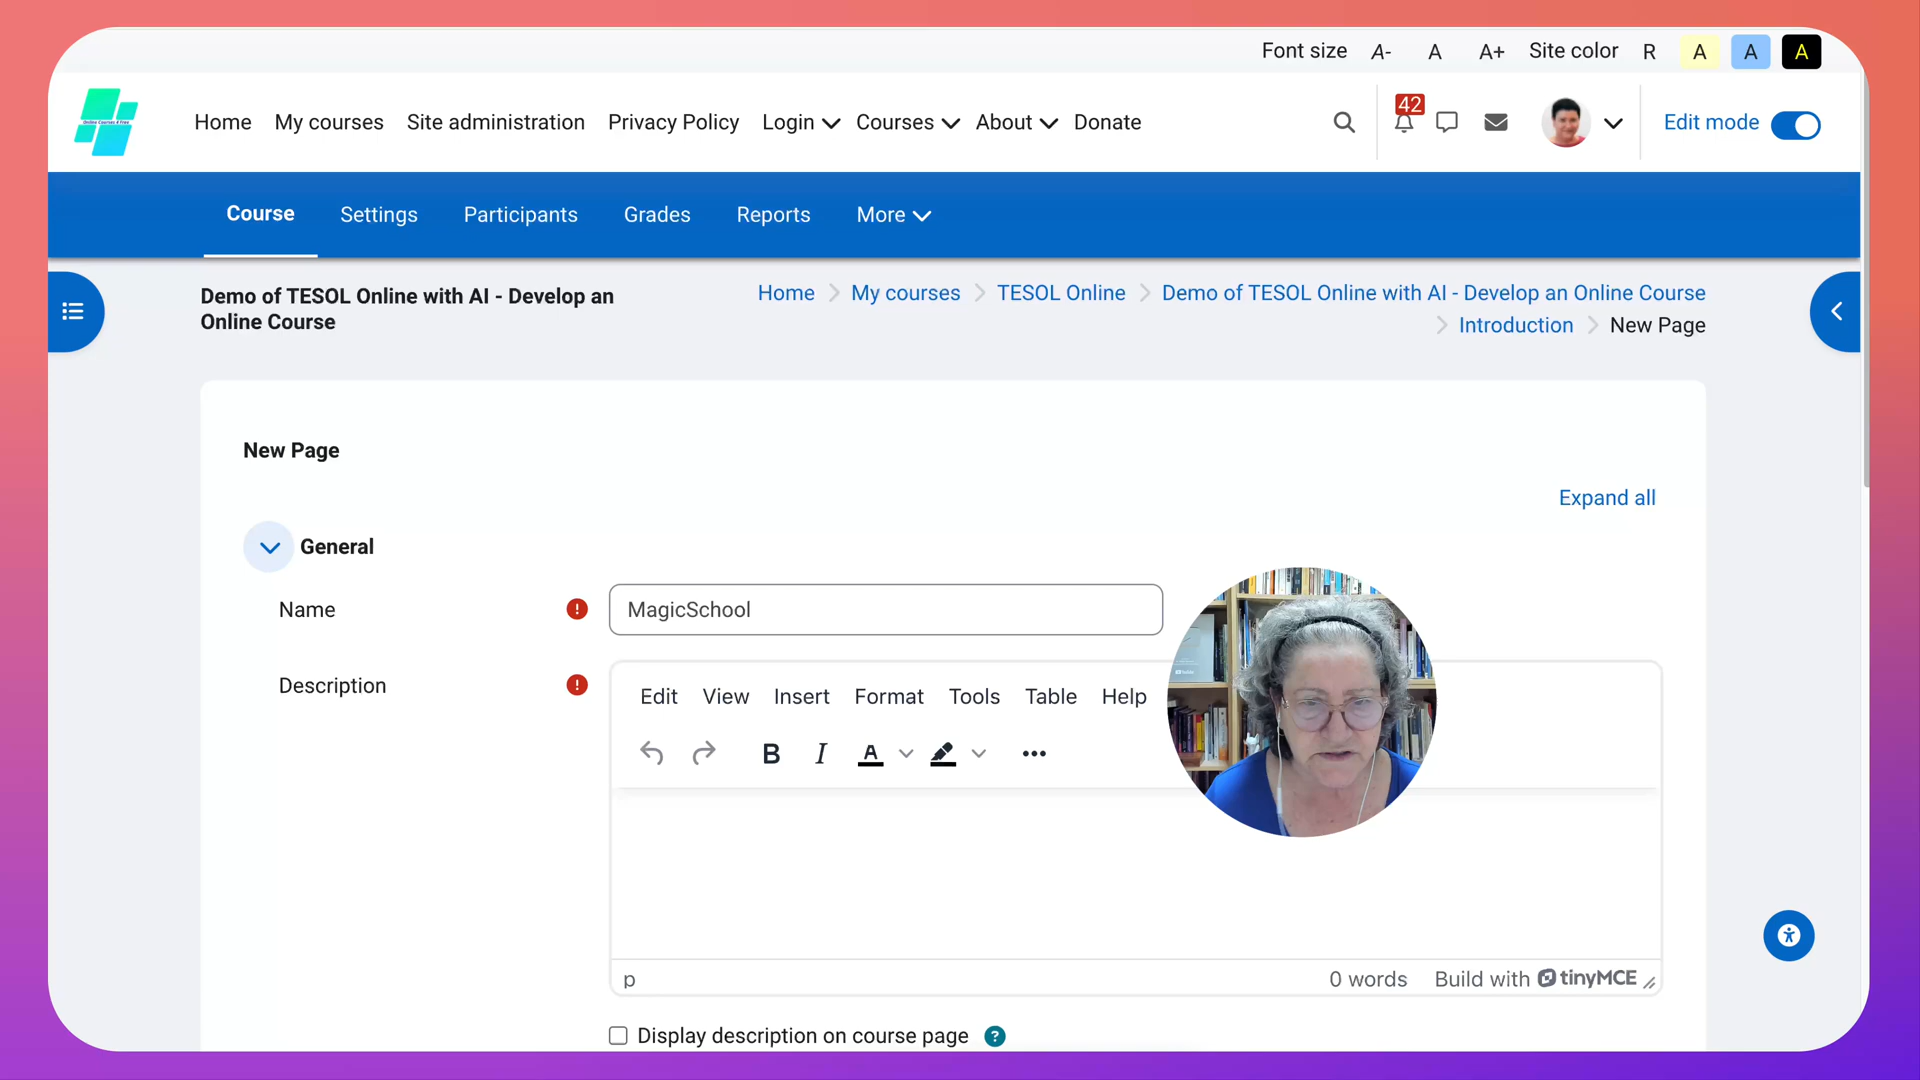 Font size A- A A+ Site color R A A A
Home My courses Site administration Privacy Policy Login Courses About Donate
42
Edit mode
Course Settings Participants Grades Reports More
Demo of TESOL Online with AI - Develop an
Online Course
Home My courses TESOL Online Demo of TESOL Online with AI - Develop an Online Course
Introduction New Page
New Page
Expand all
General
Name
MagicSchool
Description
Edit View Insert Format Tools Table Help
B I A
p
0 words Build with tinyMCE
Display description on course page ?